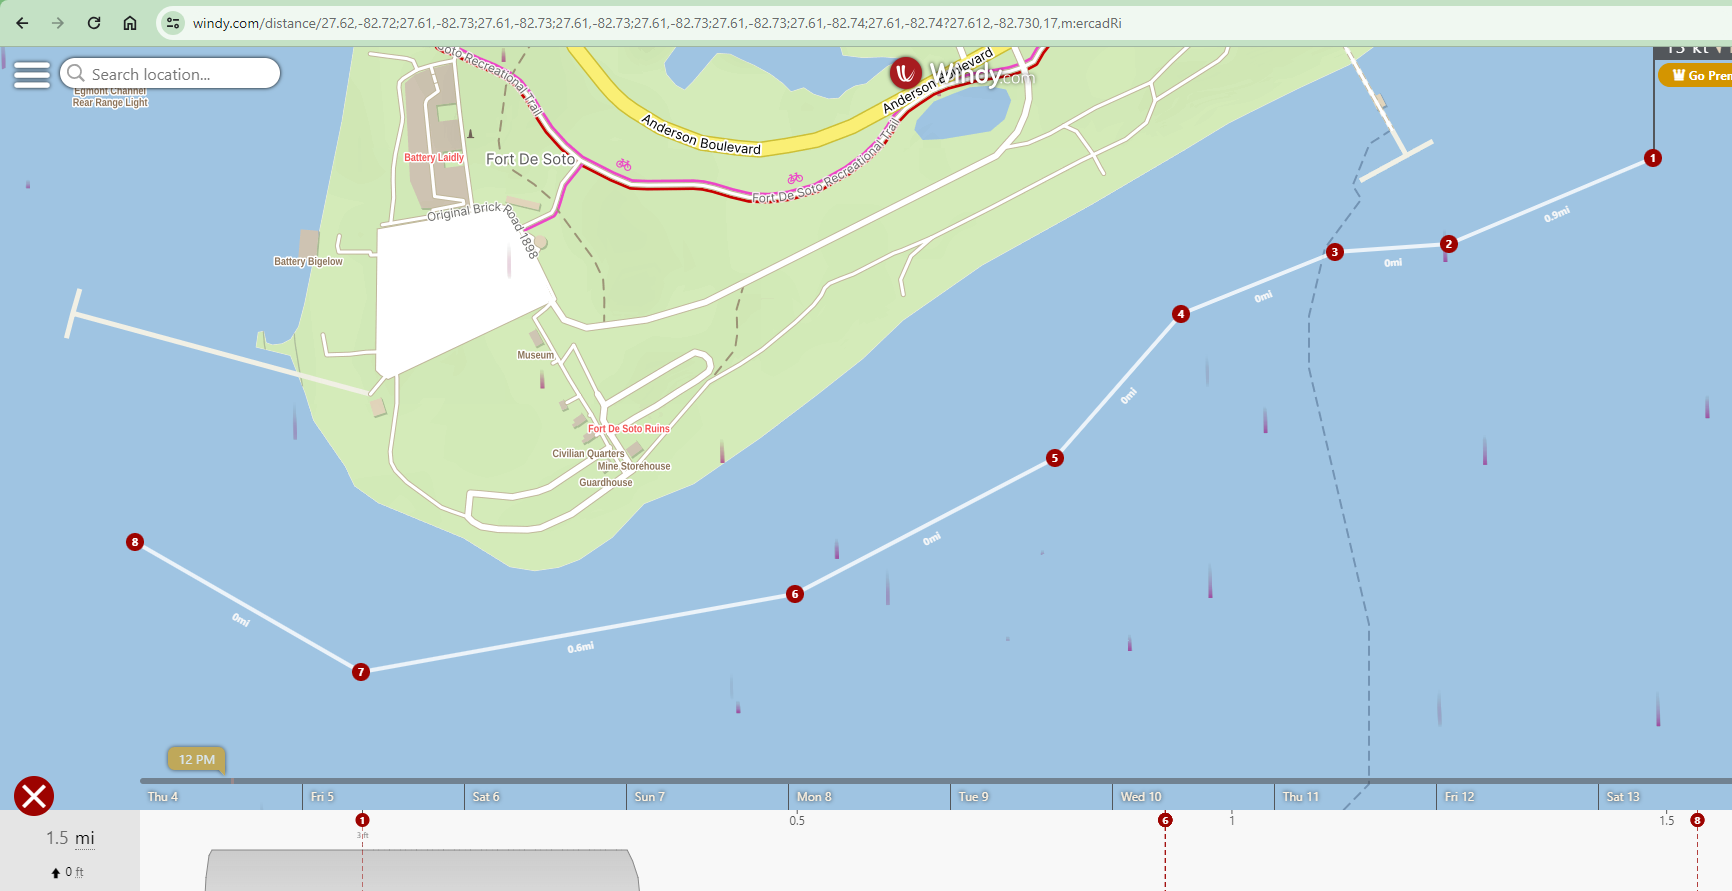 windy.com/distance/27.62,-82.72;27.61,-82.73;27.61,-82.73;27.61,-82.73;27.61,-82.73;27.61,-82.73;27.61,-82.74;27.61,-82.74?27.612,-82.730,17,m:ercadRi
Search location...
Egmont Channel
Rear Range Light
Soto Recreational Trail
Anderson Boulevard
Anderson Boulevard
Windy.com
15 kt
Go Prem
Battery Laidly
Fort De Soto
Fort De Soto Recreational Trail
Original Brick Road 1898
Battery Bigelow
Museum
Fort De Soto Ruins
Civilian Quarters
Mine Storehouse
Guardhouse
1
0.9mi
2
0mi
3
0mi
4
0mi
5
0mi
6
0.6mi
7
0mi
8
12 PM
Thu 4
Fri 5
Sat 6
Sun 7
Mon 8
Tue 9
Wed 10
Thu 11
Fri 12
Sat 13
1.5 mi
0 ft
1
3 ft
0.5
6
1
1.5
8